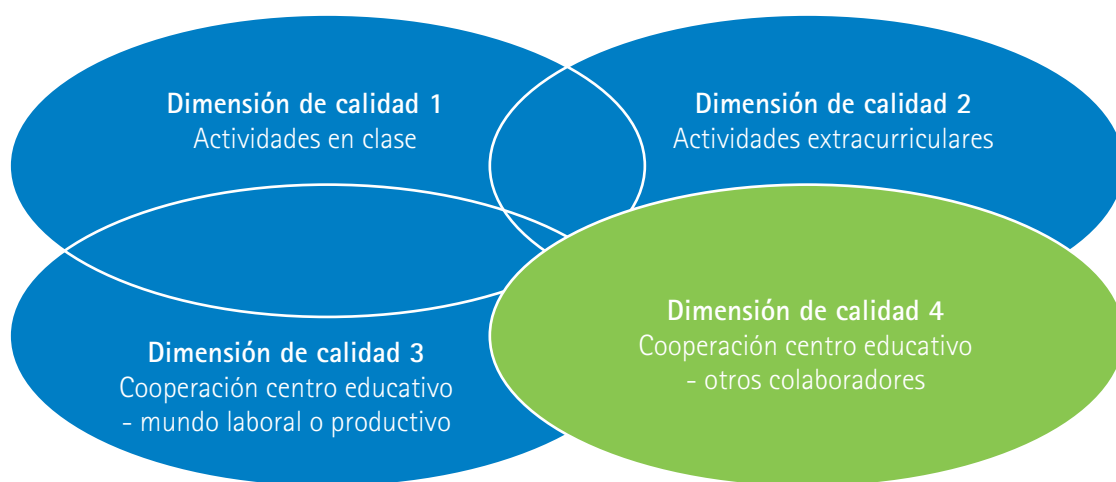 Dimensión de calidad 1
Actividades en clase
Dimensión de calidad 2
Actividades extracurriculares
Dimensión de calidad 3
Cooperación centro educativo
- mundo laboral o productivo
Dimensión de calidad 4
Cooperación centro educativo
- otros colaboradores